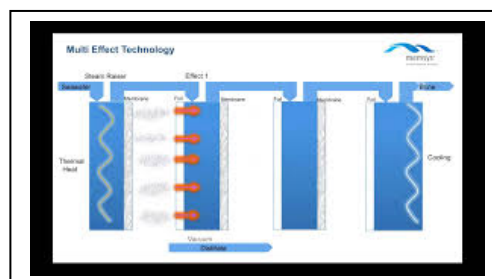 Multi Effect Technology
memsys
Steam Raiser
Effect 1
Seawater
Brine
Membrane
Foil
Membrane
Foil
Membrane
Foil
Thermal
Heat
Cooling
Vacuum
Distillate